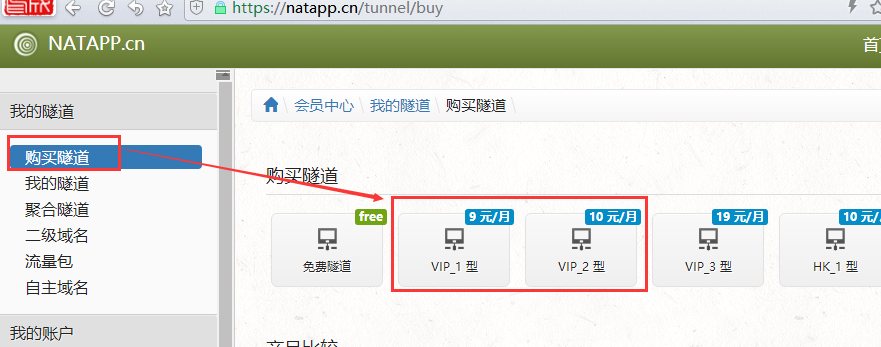 https://natapp.cn/tunnel/buy
NATAPP.cn
我的隧道
购买隧道
我的隧道
聚合隧道
二级域名
流量包
自主域名
我的账户
会员中心 \ 我的隧道 \ 购买隧道 \
购买隧道
free
免费隧道
9 元/月
VIP_1 型
10 元/月
VIP_2 型
19 元/月
VIP_3 型
10 元
HK_1 型